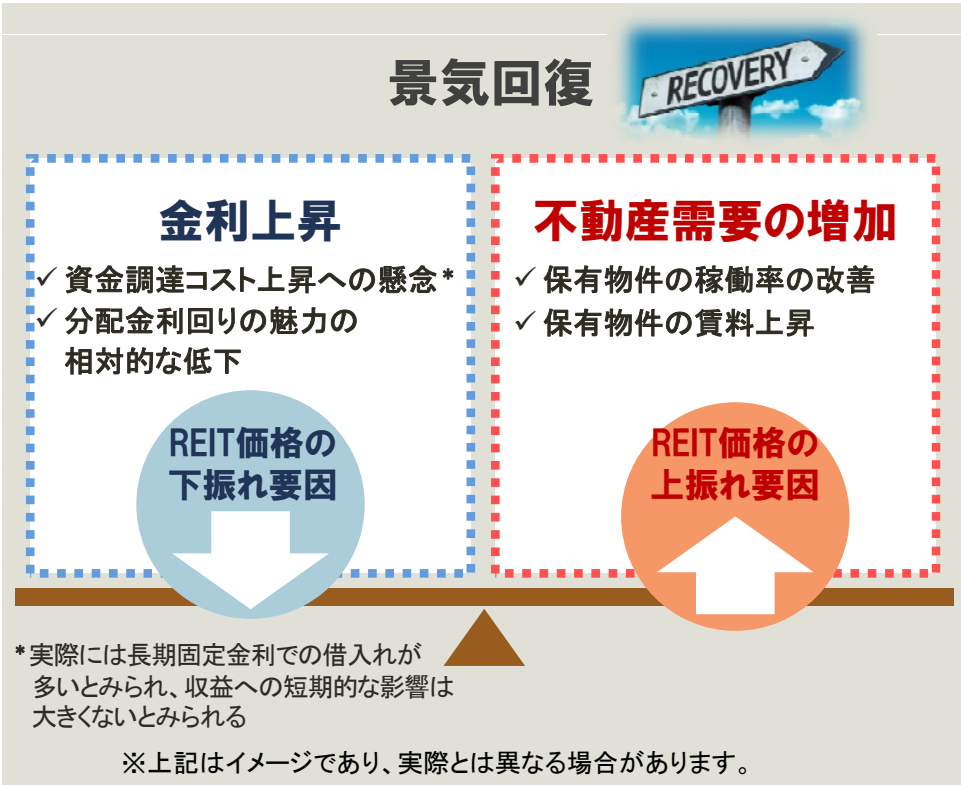 景気回復
RECOVERY
金利上昇
✓ 資金調達コスト上昇への懸念*
✓ 分配金利回りの魅力の
相対的な低下
REIT価格の
下振れ要因
不動産需要の増加
✓ 保有物件の稼働率の改善
✓ 保有物件の賃料上昇
REIT価格の
上振れ要因
*実際には長期固定金利での借入れが
多いとみられ、収益への短期的な影響は
大きくないとみられる
※上記はイメージであり、実際とは異なる場合があります。